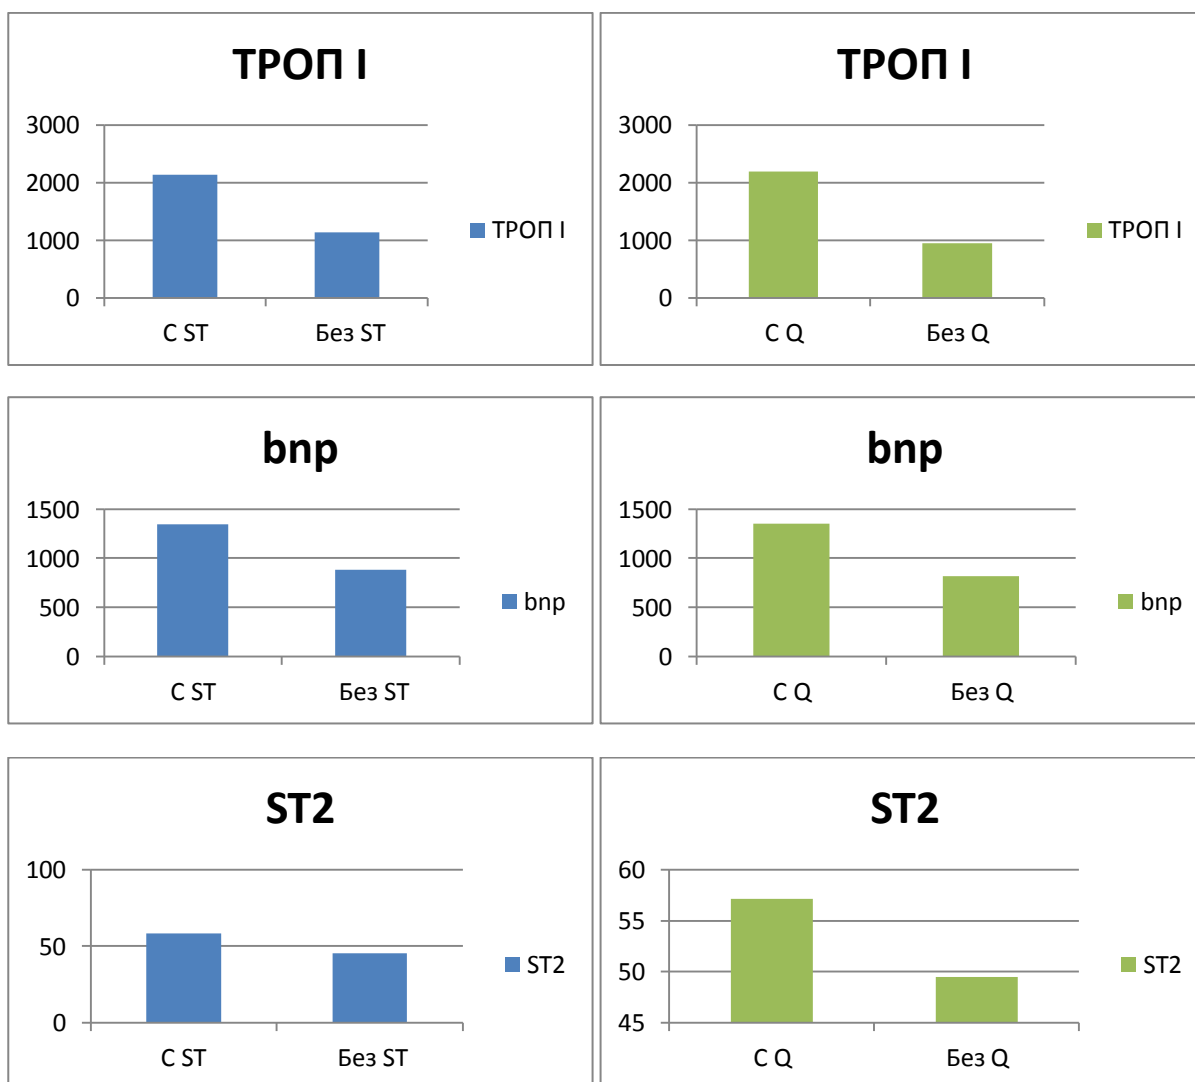 ТРОП I
3000
2000
1000
0
С ST
Без ST
ТРОП I
ТРОП I
3000
2000
1000
0
С Q
Без Q
ТРОП I
bnp
1500
1000
500
0
С ST
Без ST
bnp
bnp
1500
1000
500
0
С Q
Без Q
bnp
ST2
100
50
0
С ST
Без ST
ST2
ST2
60
55
50
45
С Q
Без Q
ST2